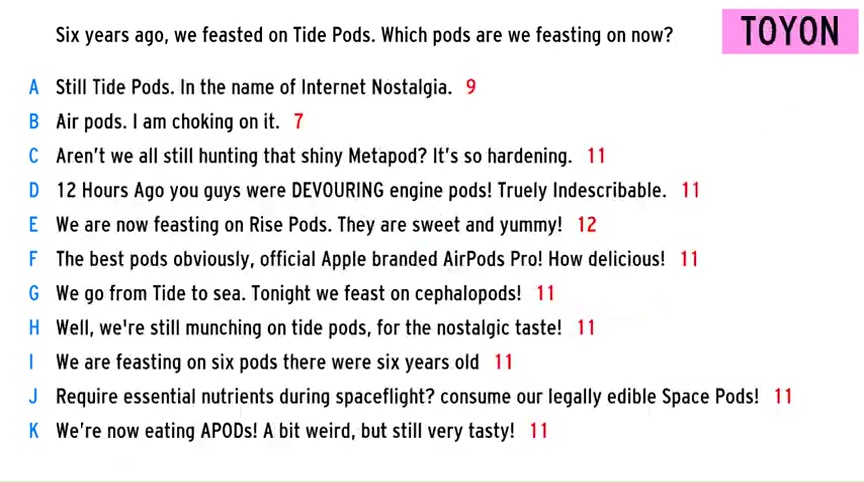 Six years ago, we feasted on Tide Pods. Which pods are we feasting on now?
TOYON
A Still Tide Pods. In the name of Internet Nostalgia. 9
B Air pods. I am choking on it. 7
C Aren't we all still hunting that shiny Metapod? It's so hardening. 11
D 12 Hours Ago you guys were DEVOURING engine pods! Truely Indescribable. 11
E We are now feasting on Rise Pods. They are sweet and yummy! 12
F The best pods obviously, official Apple branded AirPods Pro! How delicious! 11
G We go from Tide to sea. Tonight we feast on cephalopods! 11
H Well, we're still munching on tide pods, for the nostalgic taste! 11
I We are feasting on six pods there were six years old 11
J Require essential nutrients during spaceflight? consume our legally edible Space Pods! 11
K We're now eating APODs! A bit weird, but still very tasty! 11